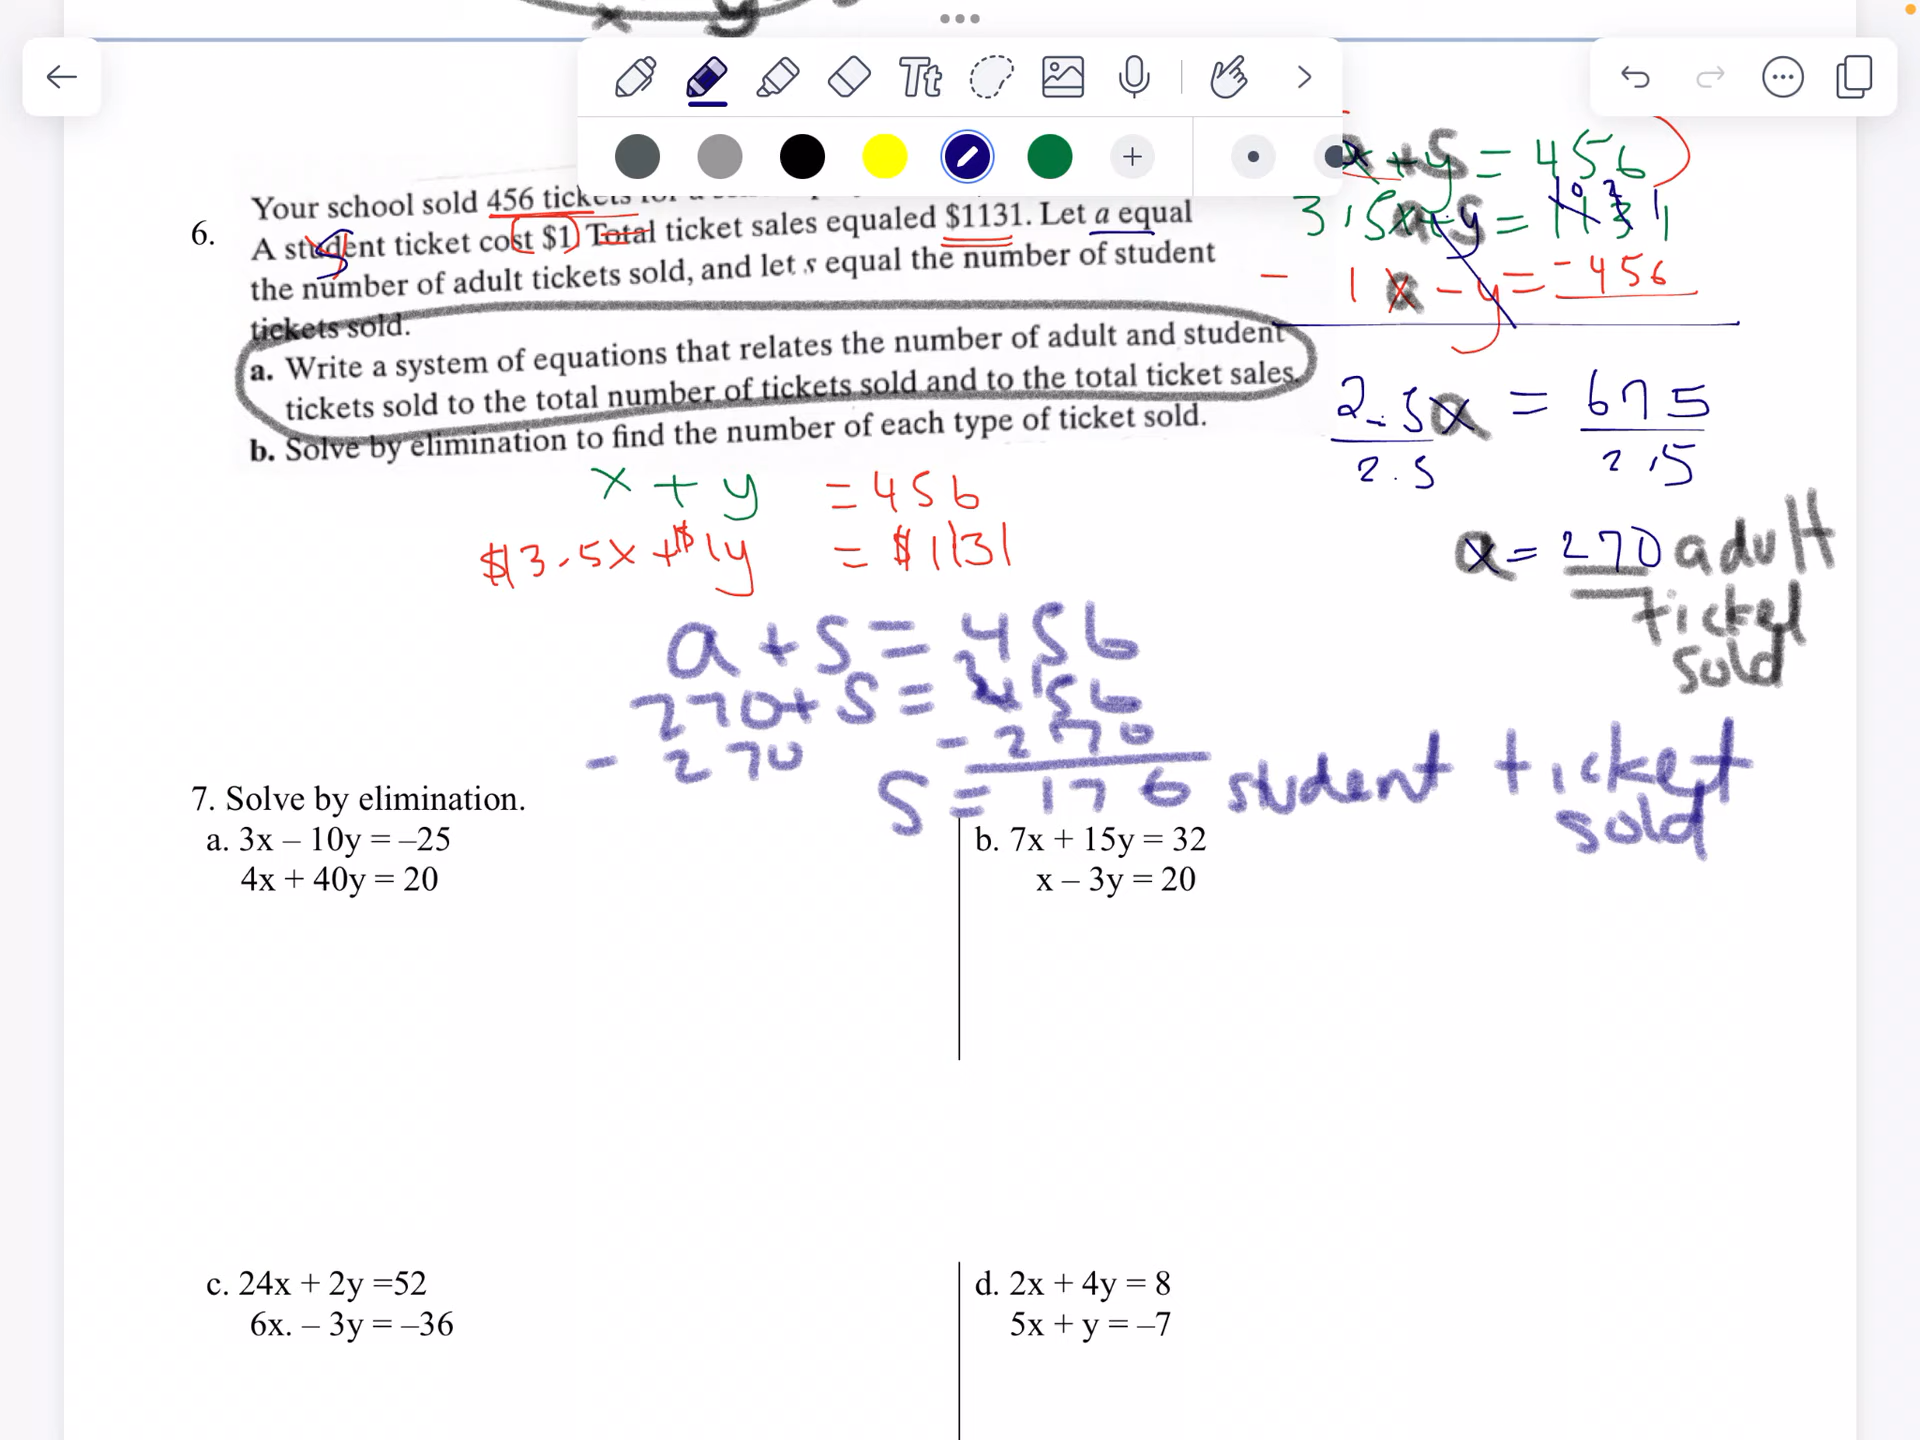 x y
Tt
6.
Your school sold 456 tickets
A student ticket cost $1. Total ticket sales equaled $1131. Let a equal
S
the number of adult tickets sold, and let s equal the number of student
tickets sold.
a. Write a system of equations that relates the number of adult and student
tickets sold to the total number of tickets sold and to the total ticket sales.
b. Solve by elimination to find the number of each type of ticket sold.
+ S = 456
3.5a + S = 1131
- 1a - y = -456
2.5a = 675
2.5 2.5
a = 270 adult
ticket
sold
x + y = 456
$3.5x + $1y = $1131
a + S = 456
270 + S = 456
- 270 - 270
S = 176 student ticket
sold
7. Solve by elimination.
a. 3x – 10y = –25
4x + 40y = 20
b. 7x + 15y = 32
x – 3y = 20
c. 24x + 2y =52
6x. – 3y = –36
d. 2x + 4y = 8
5x + y = –7